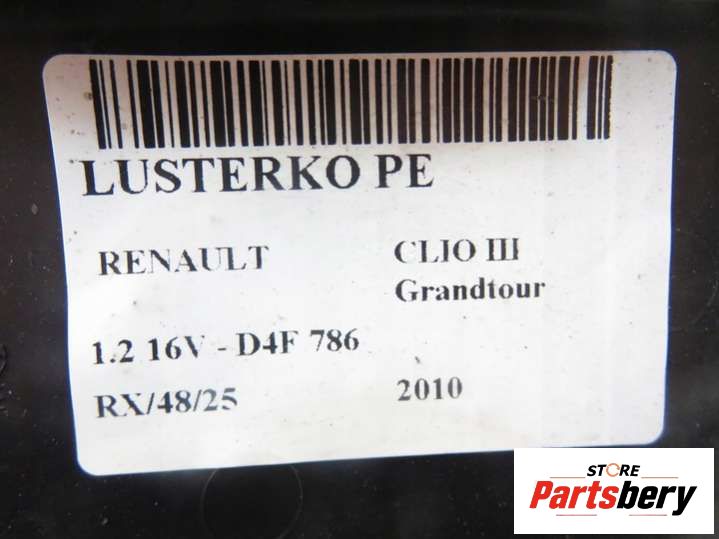 LUSTERKO PE
RENAULT CLIO III
Grandtour
1.2 16V - D4F 786
RX/48/25 2010
STORE
Partsbery